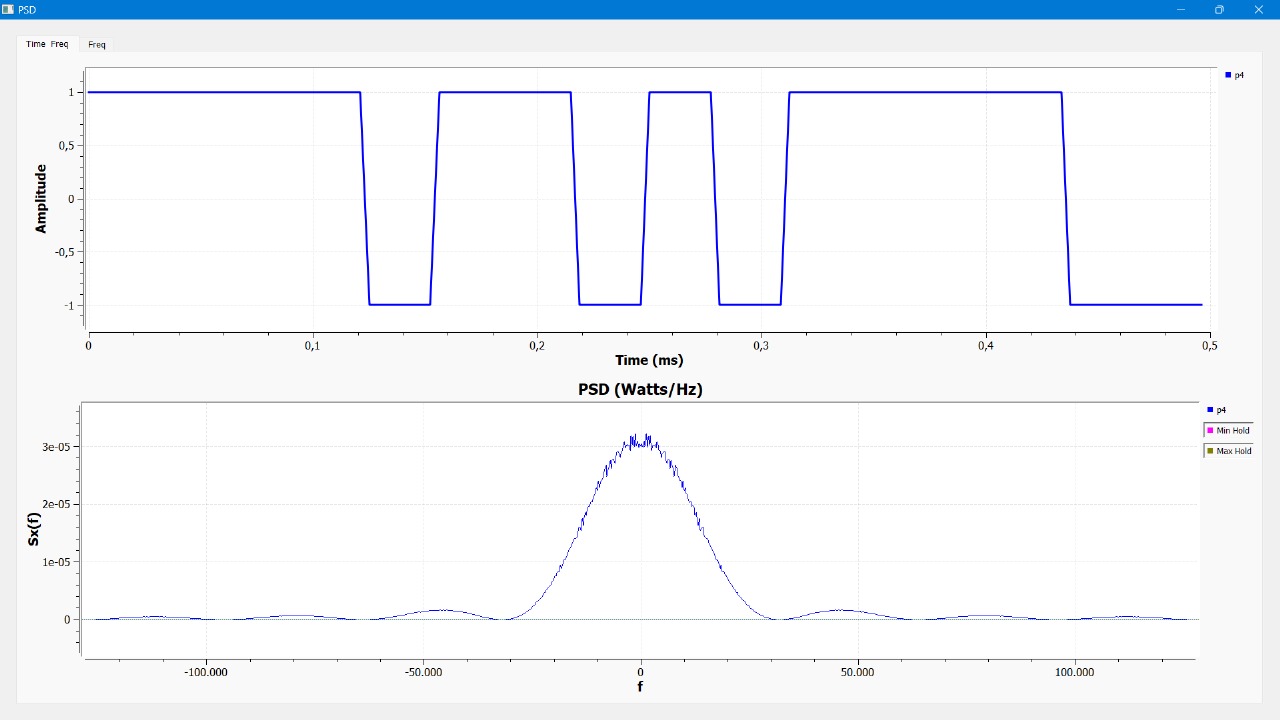 PSD
Time Freq
Freq
p4
1
0,5
0
-0,5
-1
Amplitude
0 0,1 0,2 0,3 0,4 0,5
Time (ms)
PSD (Watts/Hz)
p4
Min Hold
Max Hold
3e-05
2e-05
1e-05
0
Sx(f)
-100.000 -50.000 0 50.000 100.000
f